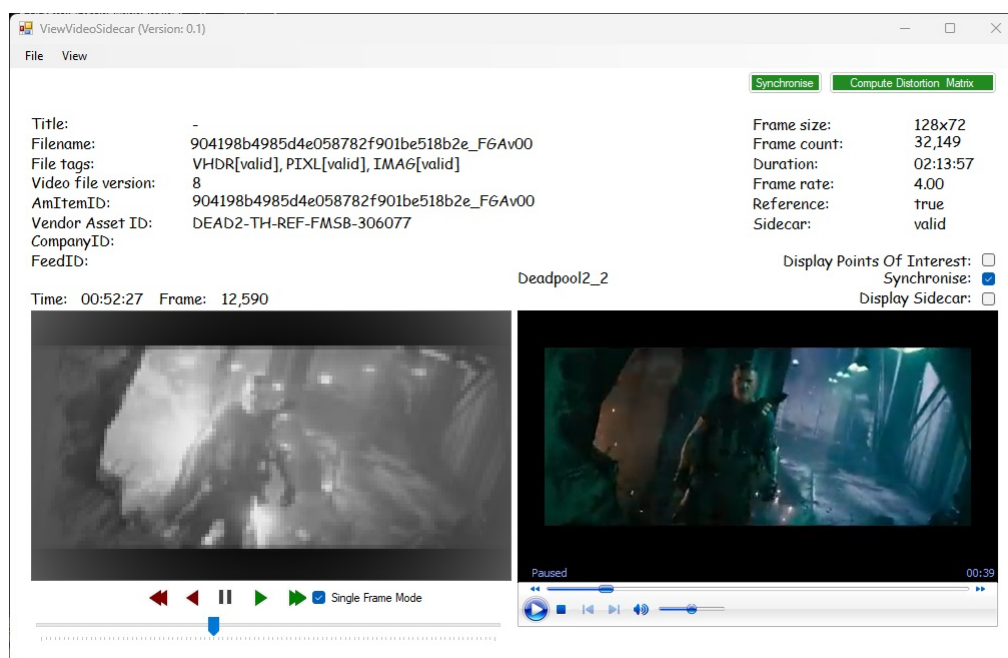 ViewVideoSidecar (Version: 0.1)
File View
Synchronise Compute Distortion Matrix
Title: -
Filename: 904198b4985d4e058782f901be518b2e_FGAv00
File tags: VHDR[valid], PIXL[valid], IMAG[valid]
Video file version: 8
AmItemID: 904198b4985d4e058782f901be518b2e_FGAv00
Vendor Asset ID: DEAD2-TH-REF-FMSB-306077
CompanyID:
FeedID:
Frame size: 128x72
Frame count: 32,149
Duration: 02:13:57
Frame rate: 4.00
Reference: true
Sidecar: valid
Display Points Of Interest:
Deadpool2_2 Synchronise:
Time: 00:52:27 Frame: 12,590 Display Sidecar:
Paused 00:39
Single Frame Mode